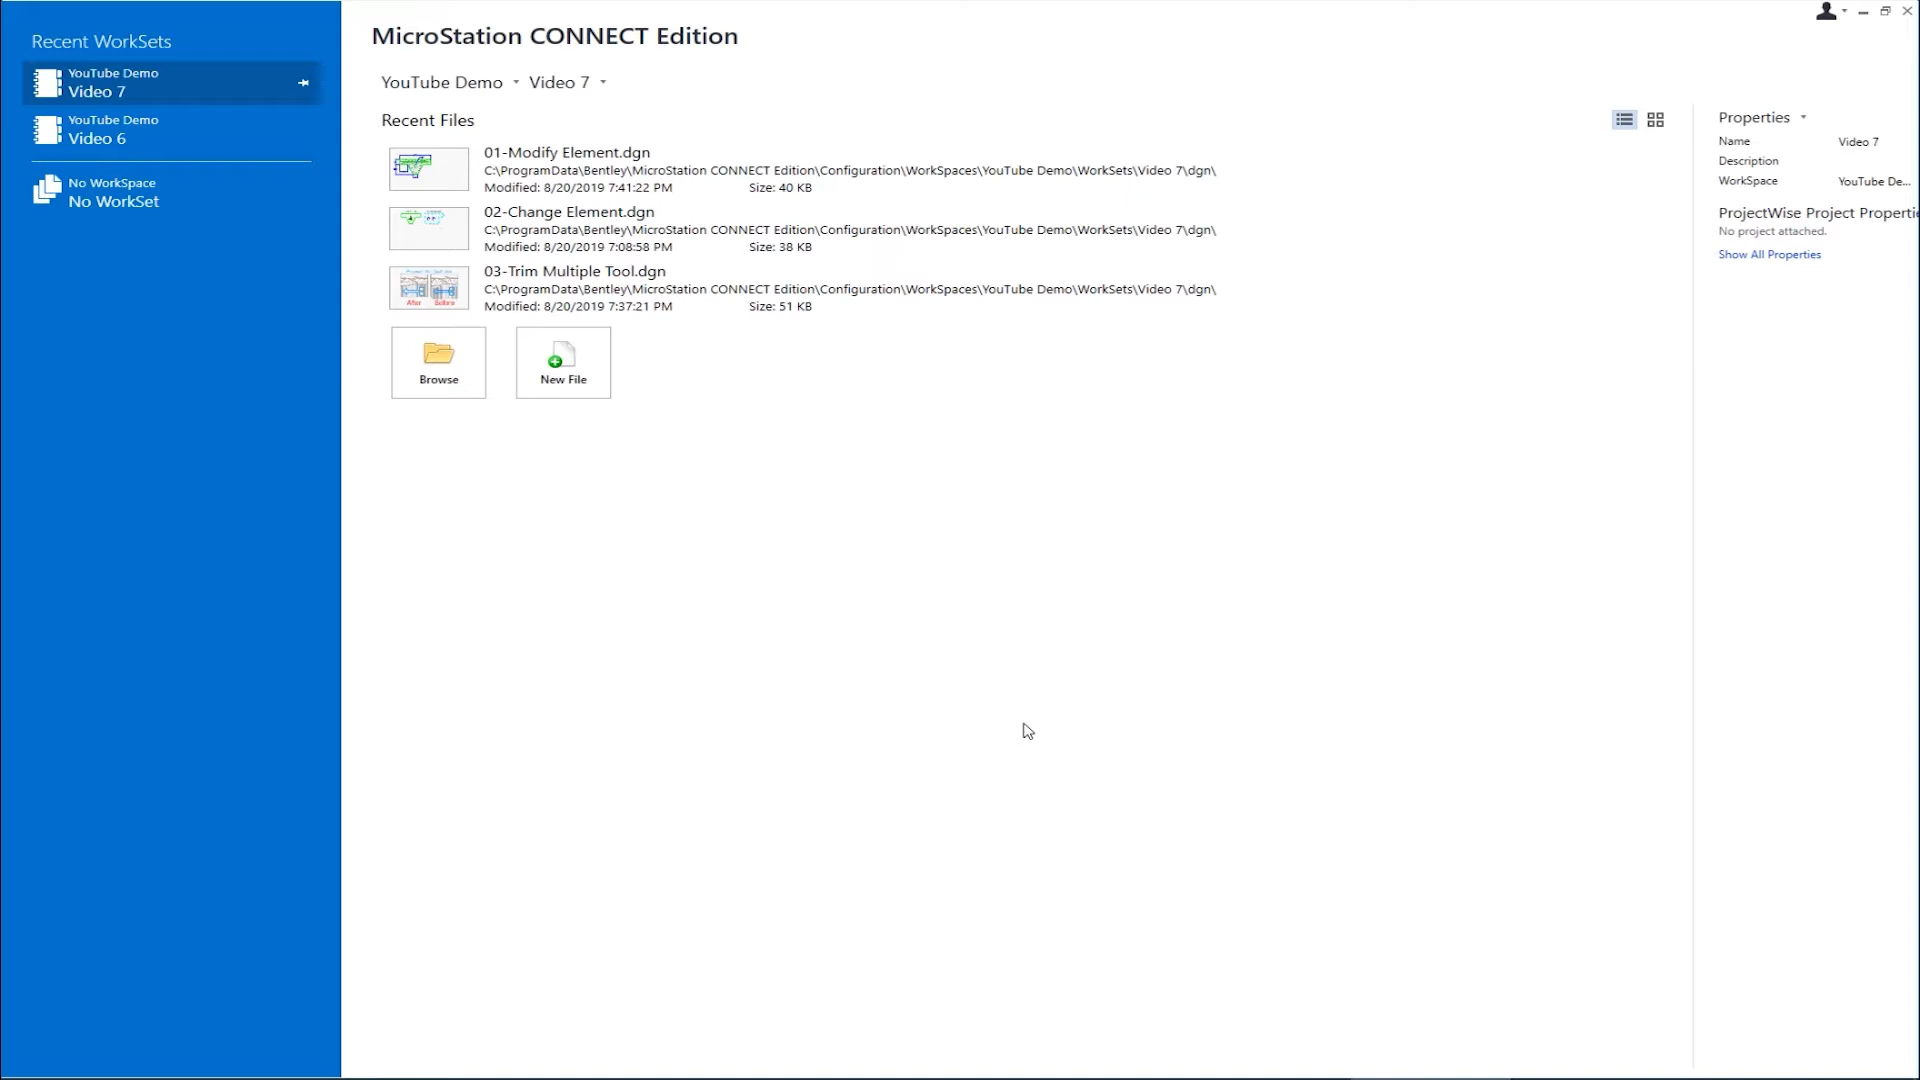 Recent WorkSets
YouTube Demo
Video 7
YouTube Demo
Video 6
No WorkSpace
No WorkSet
MicroStation CONNECT Edition
YouTube Demo Video 7
Recent Files
01-Modify Element.dgn
C:\ProgramData\Bentley\MicroStation CONNECT Edition\Configuration\WorkSpaces\YouTube Demo\WorkSets\Video 7\dgn\
Modified: 8/20/2019 7:41:22 PM Size: 40 KB
02-Change Element.dgn
C:\ProgramData\Bentley\MicroStation CONNECT Edition\Configuration\WorkSpaces\YouTube Demo\WorkSets\Video 7\dgn\
Modified: 8/20/2019 7:08:58 PM Size: 38 KB
03-Trim Multiple Tool.dgn
C:\ProgramData\Bentley\MicroStation CONNECT Edition\Configuration\WorkSpaces\YouTube Demo\WorkSets\Video 7\dgn\
Modified: 8/20/2019 7:37:21 PM Size: 51 KB
After Before
Browse
New File
Properties
Name Video 7
Description
WorkSpace YouTube De...
ProjectWise Project Properti
No project attached.
Show All Properties